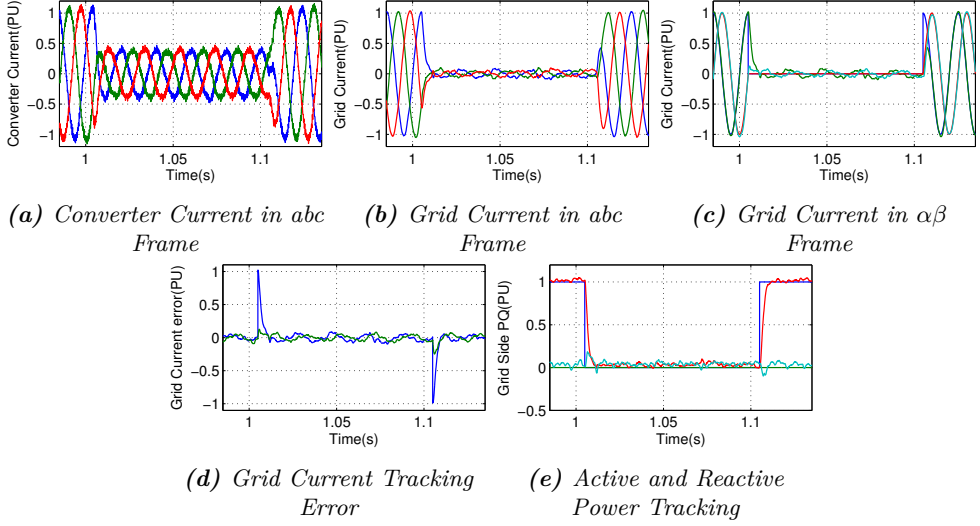 Converter Current(PU)
1
0.5
0
−0.5
−1
1
1.05
1.1
Time(s)
(a) Converter Current in abc
Frame
Grid Current(PU)
1
0.5
0
−0.5
−1
1
1.05
1.1
Time(s)
(b) Grid Current in abc
Frame
Grid Current(PU)
1
0.5
0
−0.5
−1
1
1.05
1.1
Time(s)
(c) Grid Current in αβ
Frame
Grid Current error(PU)
1
0.5
0
−0.5
−1
1
1.05
1.1
Time(s)
(d) Grid Current Tracking
Error
Grid Side PQ(PU)
1
0.5
0
−0.5
1
1.05
1.1
Time(s)
(e) Active and Reactive
Power Tracking